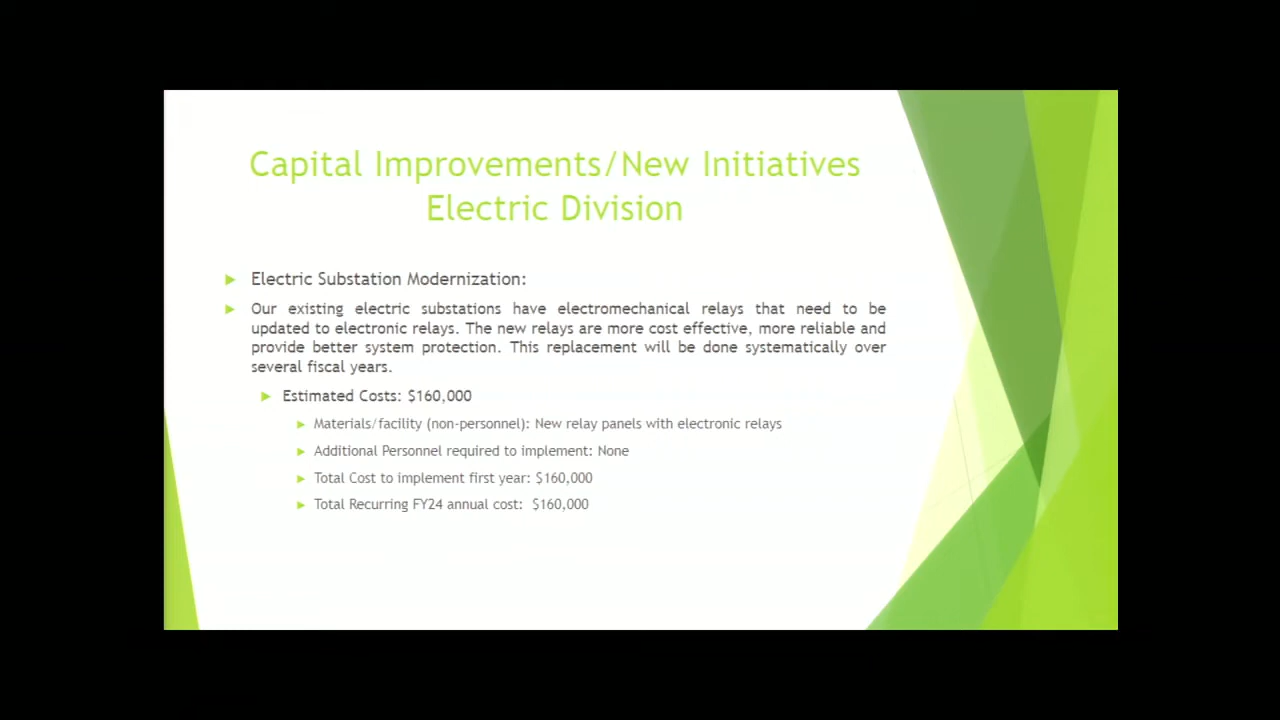 Capital Improvements/New Initiatives
Electric Division
Electric Substation Modernization:
Our existing electric substations have electromechanical relays that need to be
updated to electronic relays. The new relays are more cost effective, more reliable and
provide better system protection. This replacement will be done systematically over
several fiscal years.
Estimated Costs: $160,000
Materials/facility (non-personnel): New relay panels with electronic relays
Additional Personnel required to implement: None
Total Cost to implement first year: $160,000
Total Recurring FY24 annual cost: $160,000